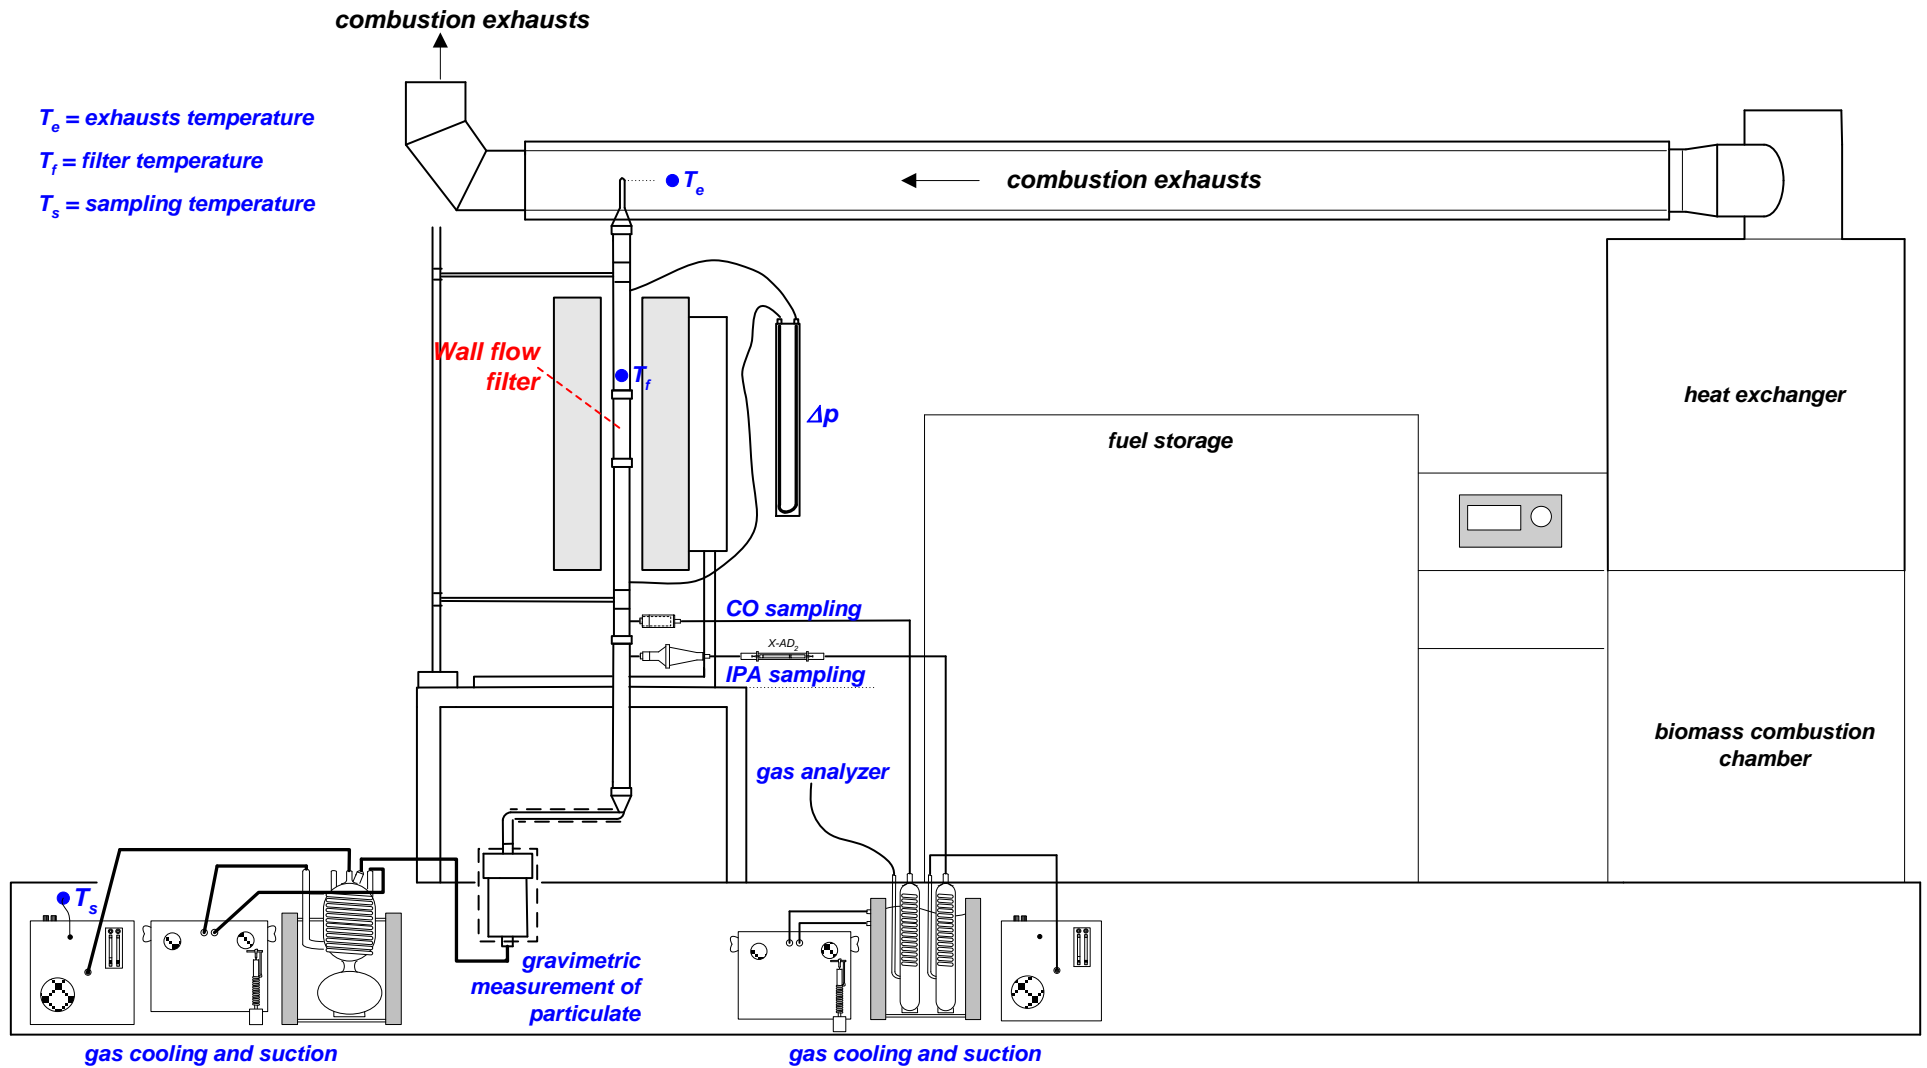 combustion exhausts
Te = exhausts temperature
Tf = filter temperature
Ts = sampling temperature
Te
combustion exhausts
Wall flow
filter
Tf
Δp
heat exchanger
fuel storage
CO sampling
X-AD2
IPA sampling
biomass combustion
chamber
gas analyzer
Ts
gravimetric
measurement of
particulate
gas cooling and suction
gas cooling and suction